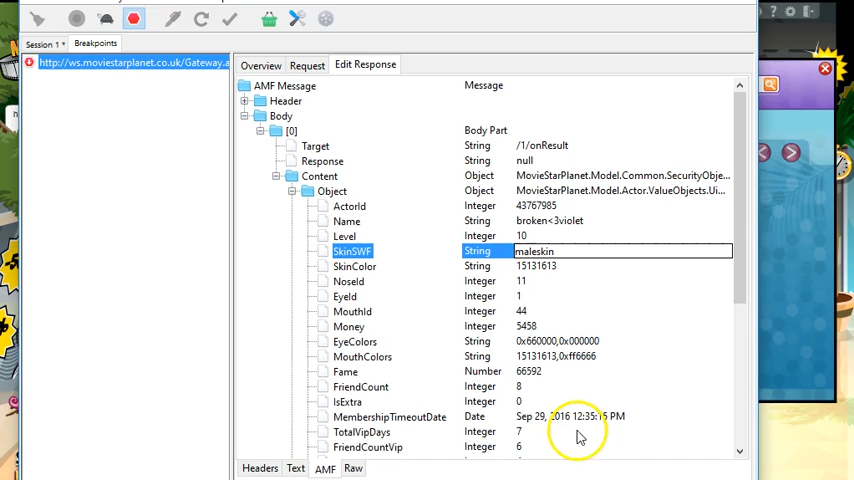 Session 1 *
Breakpoints
http://ws.moviestarplanet.co.uk/Gateway.a
Overview
Request
Edit Response
AMF Message
Message
Header
Body
[0]
Body Part
Target
String
/1/onResult
Response
String
null
Content
Object
MovieStarPlanet.Model.Common.SecurityObje...
Object
Object
MovieStarPlanet.Model.Actor.ValueObjects.Ui...
ActorId
Integer
43767985
Name
String
broken<3violet
Level
Integer
10
SkinSWF
String
maleskin
SkinColor
String
15131613
NoseId
Integer
11
EyeId
Integer
1
MouthId
Integer
44
Money
Integer
5458
EyeColors
String
0x660000,0x000000
MouthColors
String
15131613,0xff6666
Fame
Number
66592
FriendCount
Integer
8
IsExtra
Integer
0
MembershipTimeoutDate
Date
Sep 29, 2016 12:35:15 PM
TotalVipDays
Integer
7
FriendCountVip
Integer
6
Headers
Text
AMF
Raw